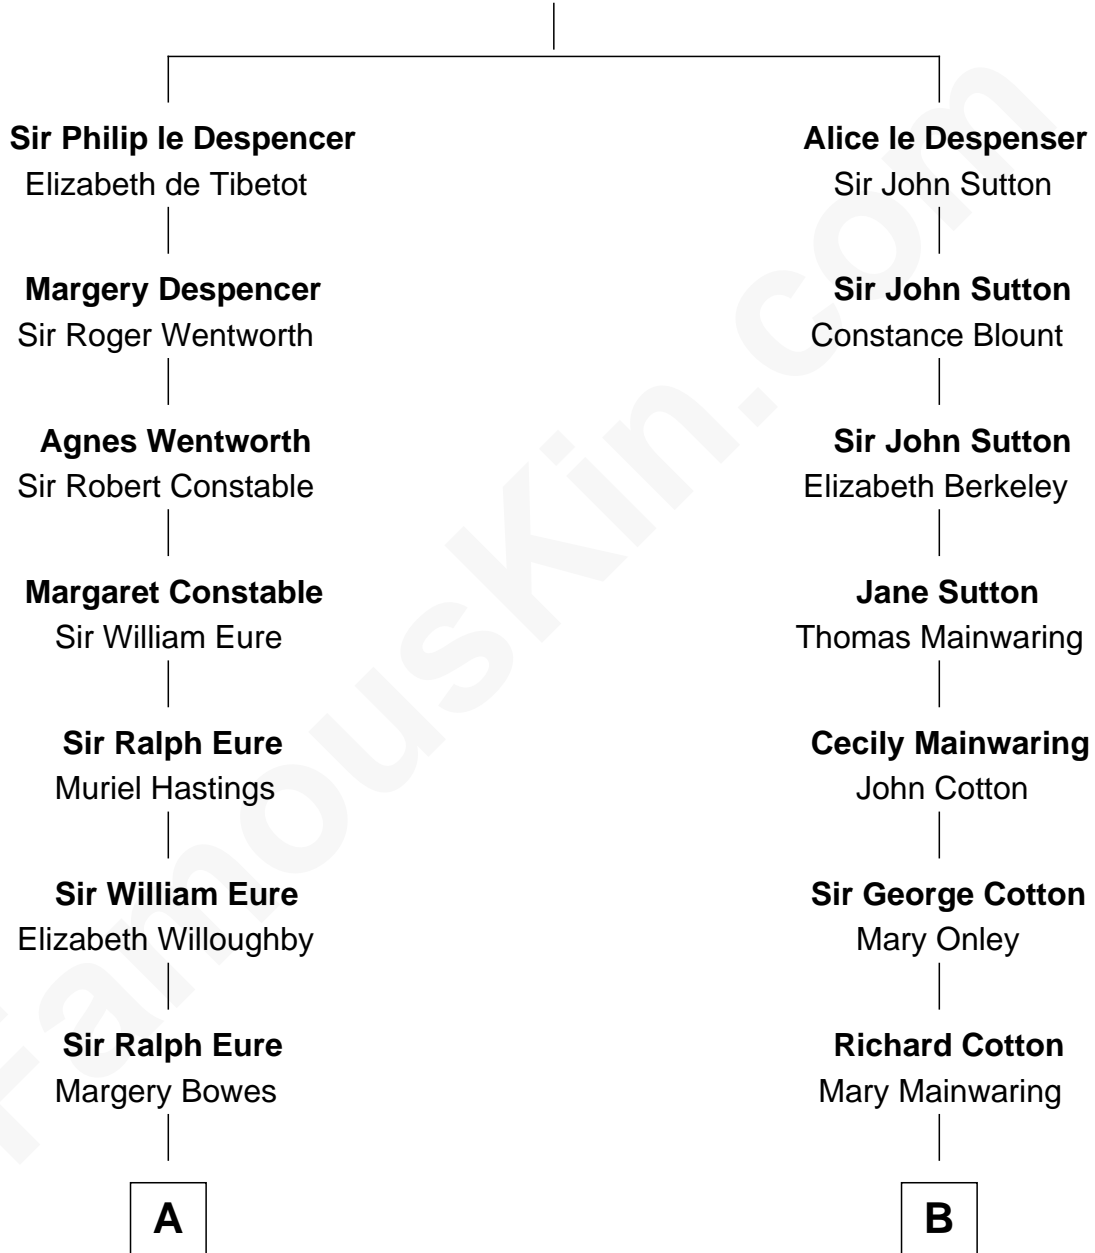 Sir Philip le Despencer
Elizabeth de Tibetot
Margery Despencer
Sir Roger Wentworth
Agnes Wentworth
Sir Robert Constable
Margaret Constable
Sir William Eure
Sir Ralph Eure
Muriel Hastings
Sir William Eure
Elizabeth Willoughby
Sir Ralph Eure
Margery Bowes
A
Alice le Despenser
Sir John Sutton
Sir John Sutton
Constance Blount
Sir John Sutton
Elizabeth Berkeley
Jane Sutton
Thomas Mainwaring
Cecily Mainwaring
John Cotton
Sir George Cotton
Mary Onley
Richard Cotton
Mary Mainwaring
B
FamousKin.com